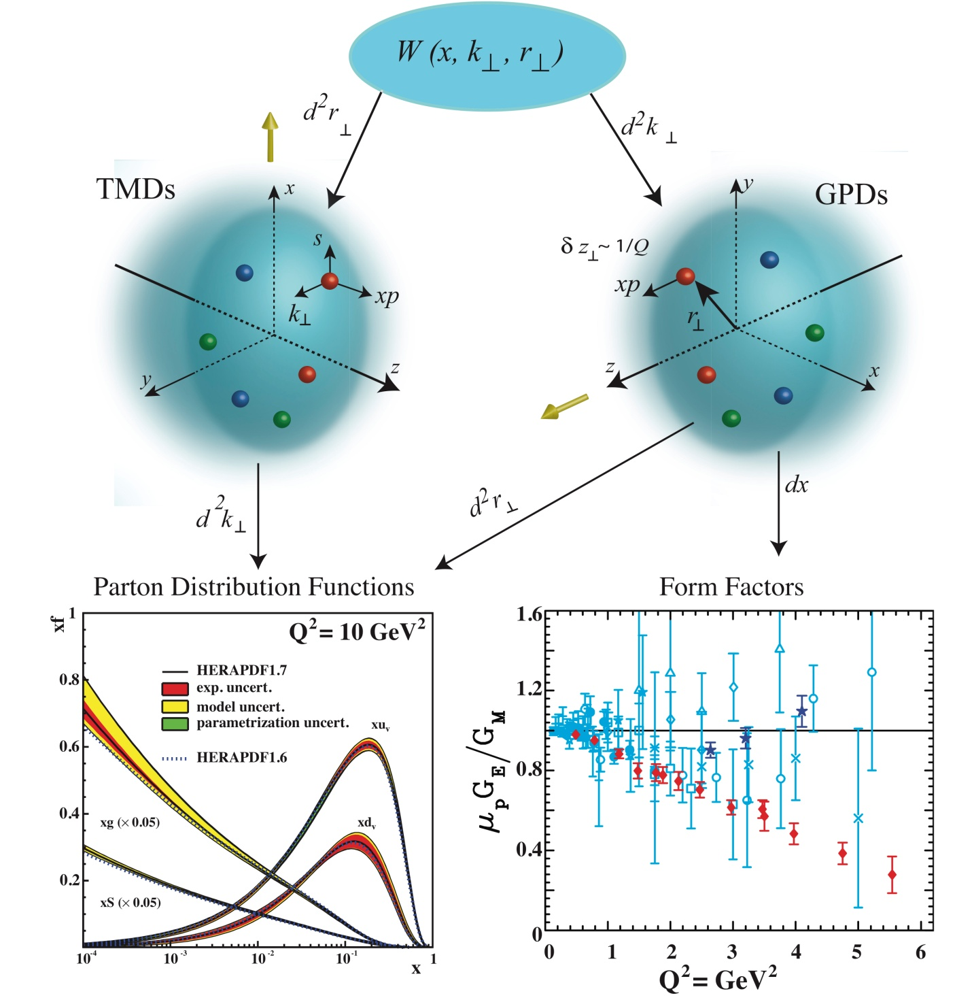 W (x, k⊥, r⊥)
d²r⊥
d²k⊥
TMDs
x
s
xp
k⊥
y
z
GPDs
y
δ z⊥~ 1/Q
xp
r⊥
z
x
d²k⊥
d²r⊥
dx
Parton Distribution Functions
xf
1
0.8
0.6
0.4
0.2
Q²= 10 GeV²
HERAPDF1.7
exp. uncert.
model uncert.
parametrization uncert.
HERAPDF1.6
xuᵥ
xdᵥ
xg (× 0.05)
xS (× 0.05)
10⁻⁴ 10⁻³ 10⁻² 10⁻¹ 1
x
Form Factors
μₚG_E/G_M
1.6
1.2
0.8
0.4
0
0 1 2 3 4 5 6
Q²= GeV²